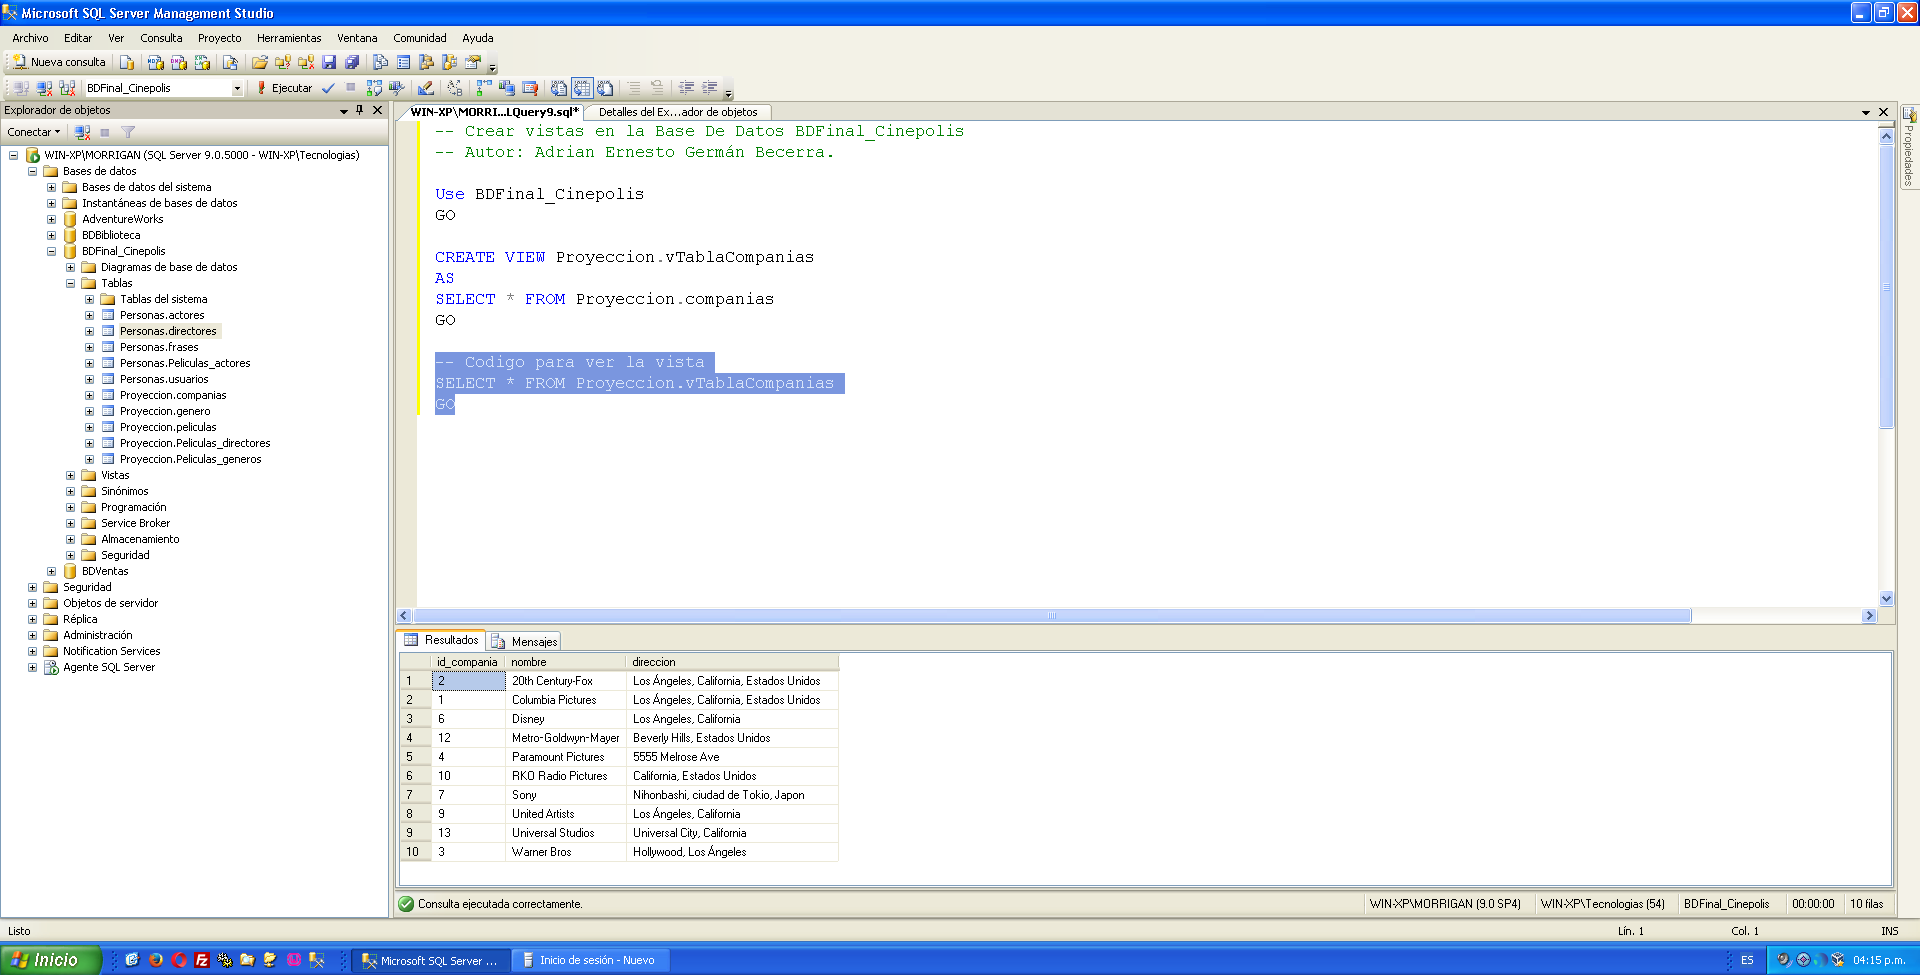 Microsoft SQL Server Management Studio
Archivo Editar Ver Consulta Proyecto Herramientas Ventana Comunidad Ayuda
Nueva consulta
BDFinal_Cinepolis Ejecutar
Explorador de objetos
Conectar
WIN-XP\MORRIGAN (SQL Server 9.0.5000 - WIN-XP\Tecnologias)
Bases de datos
Bases de datos del sistema
Instantáneas de bases de datos
AdventureWorks
BDBiblioteca
BDFinal_Cinepolis
Diagramas de base de datos
Tablas
Tablas del sistema
Personas.actores
Personas.directores
Personas.frases
Personas.Peliculas_actores
Personas.usuarios
Proyeccion.companias
Proyeccion.genero
Proyeccion.peliculas
Proyeccion.Peliculas_directores
Proyeccion.Peliculas_generos
Vistas
Sinónimos
Programación
Service Broker
Almacenamiento
Seguridad
BDVentas
Seguridad
Objetos de servidor
Réplica
Administración
Notification Services
Agente SQL Server
WIN-XP\MORRI...LQuery9.sql* Detalles del Ex...ador de objetos
-- Crear vistas en la Base De Datos BDFinal_Cinepolis
-- Autor: Adrian Ernesto Germán Becerra.
Use BDFinal_Cinepolis
GO
CREATE VIEW Proyeccion.vTablaCompanias
AS
SELECT * FROM Proyeccion.companias
GO
-- Codigo para ver la vista
SELECT * FROM Proyeccion.vTablaCompanias
GO
Propiedades
Resultados Mensajes
id_compania nombre direccion
1 2 20th Century-Fox Los Ángeles, California, Estados Unidos
2 1 Columbia Pictures Los Ángeles, California, Estados Unidos
3 6 Disney Los Angeles, California
4 12 Metro-Goldwyn-Mayer Beverly Hills, Estados Unidos
5 4 Paramount Pictures 5555 Melrose Ave
6 10 RKO Radio Pictures California, Estados Unidos
7 7 Sony Nihonbashi, ciudad de Tokio, Japon
8 9 United Artists Los Ángeles, California
9 13 Universal Studios Universal City, California
10 3 Warner Bros Hollywood, Los Ángeles
Consulta ejecutada correctamente. WIN-XP\MORRIGAN (9.0 SP4) WIN-XP\Tecnologias (54) BDFinal_Cinepolis 00:00:00 10 filas
Listo Lín. 1 Col. 1 INS
Inicio Microsoft SQL Server ... Inicio de sesión - Nuevo ES 04:15 p.m.